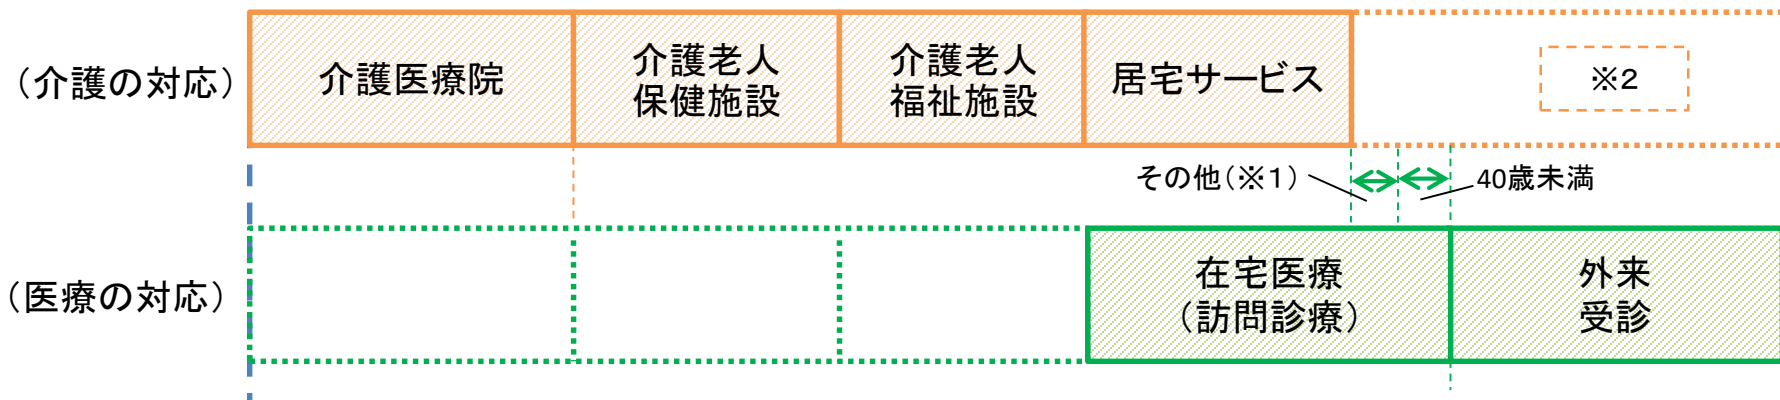 （介護の対応）
介護医療院
介護老人
保健施設
介護老人
福祉施設
居宅サービス
※2
その他（※1）
40歳未満
（医療の対応）
在宅医療
（訪問診療）
外来
受診